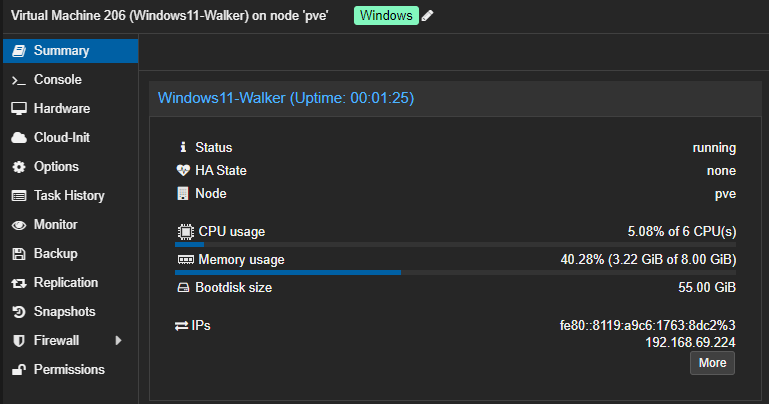 Virtual Machine 206 (Windows11-Walker) on node 'pve' Windows
Summary
Console
Hardware
Cloud-Init
Options
Task History
Monitor
Backup
Replication
Snapshots
Firewall
Permissions
Windows11-Walker (Uptime: 00:01:25)
Status running
HA State none
Node pve
CPU usage 5.08% of 6 CPU(s)
Memory usage 40.28% (3.22 GiB of 8.00 GiB)
Bootdisk size 55.00 GiB
IPs fe80::8119:a9c6:1763:8dc2%3
192.168.69.224
More